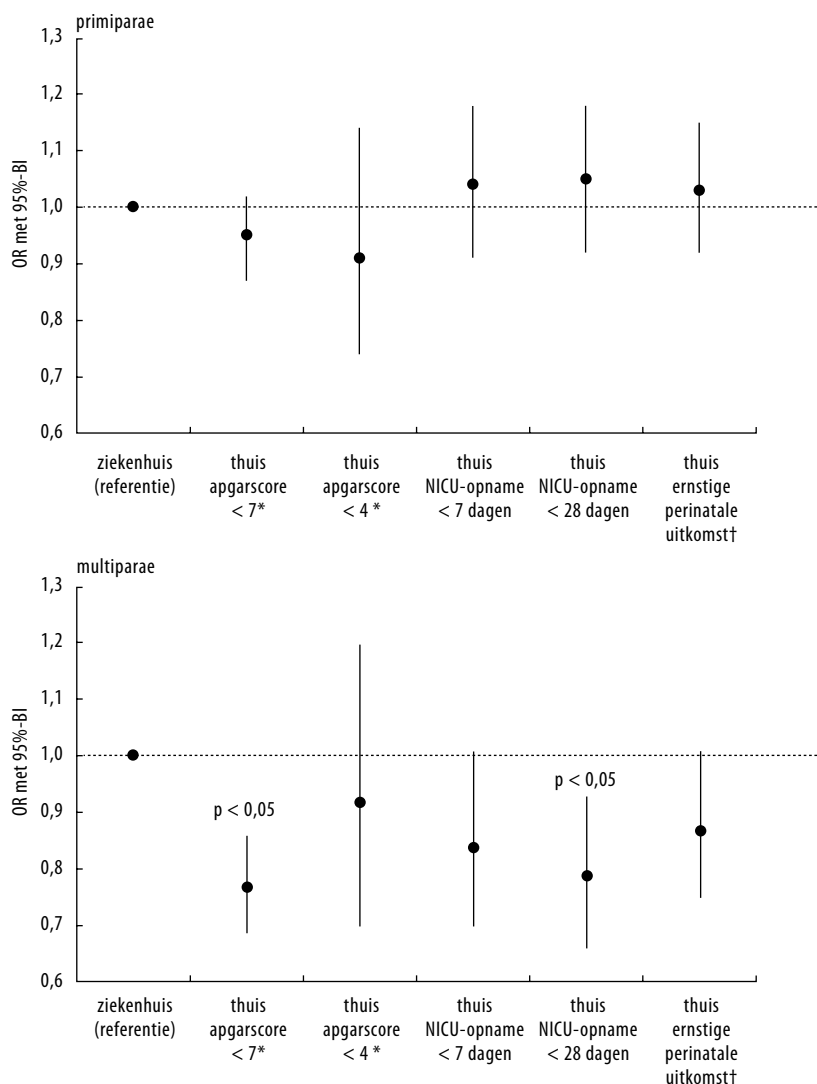 primiparae
1,3
1,2
1,1
1,0
0,9
0,8
0,7
0,6
OR met 95%-BI
ziekenhuis
(referentie)
thuis
apgarscore
< 7*
thuis
apgarscore
< 4 *
thuis
NICU-opname
< 7 dagen
thuis
NICU-opname
< 28 dagen
thuis
ernstige
perinatale
uitkomst†
multiparae
1,3
1,2
1,1
1,0
0,9
0,8
0,7
0,6
OR met 95%-BI
p < 0,05
p < 0,05
ziekenhuis
(referentie)
thuis
apgarscore
< 7*
thuis
apgarscore
< 4 *
thuis
NICU-opname
< 7 dagen
thuis
NICU-opname
< 28 dagen
thuis
ernstige
perinatale
uitkomst†